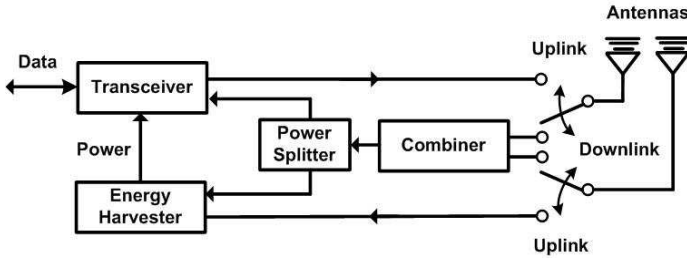 Antennas
Uplink
Data
Transceiver
Power
Splitter
Combiner
Power
Downlink
Energy
Harvester
Uplink